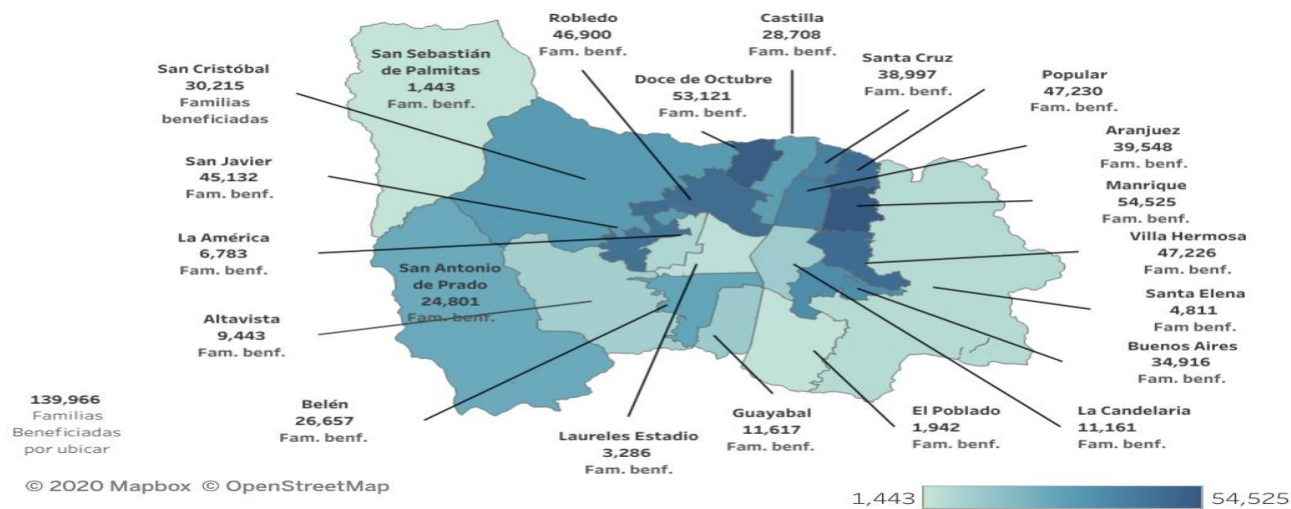 Robledo
46,900
Fam. benf.
Castilla
28,708
Fam. benf.
Santa Cruz
38,997
Fam. benf.
Popular
47,230
Fam. benf.
San Sebastián
de Palmitas
1,443
Fam. benf.
Doce de Octubre
53,121
Fam. benf.
San Cristóbal
30,215
Familias
beneficiadas
Aranjuez
39,548
Fam. benf.
San Javier
45,132
Fam. benf.
Manrique
54,525
Fam. benf.
La América
6,783
Fam. benf.
Villa Hermosa
47,226
Fam. benf.
San Antonio
de Prado
24,801
Fam. benf.
Santa Elena
4,811
Fam benf.
Altavista
9,443
Fam. benf.
Buenos Aires
34,916
Fam. benf.
139,966
Familias
Beneficiadas
por ubicar
Belén
26,657
Fam. benf.
Laureles Estadio
3,286
Fam. benf.
Guayabal
11,617
Fam. benf.
El Poblado
1,942
Fam. benf.
La Candelaria
11,161
Fam. benf.
© 2020 Mapbox © OpenStreetMap
1,443
54,525